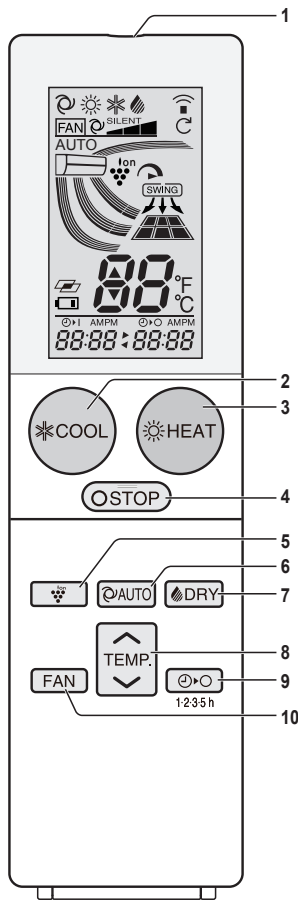 1
SILENT
FAN
AUTO
ion
SWING
88 °F
°C
AMPM AMPM
88:88 88:88
2
3
COOL
HEAT
4
STOP
5
ion
6
AUTO
DRY
7
TEMP.
8
FAN
9
1·2·3·5 h
10